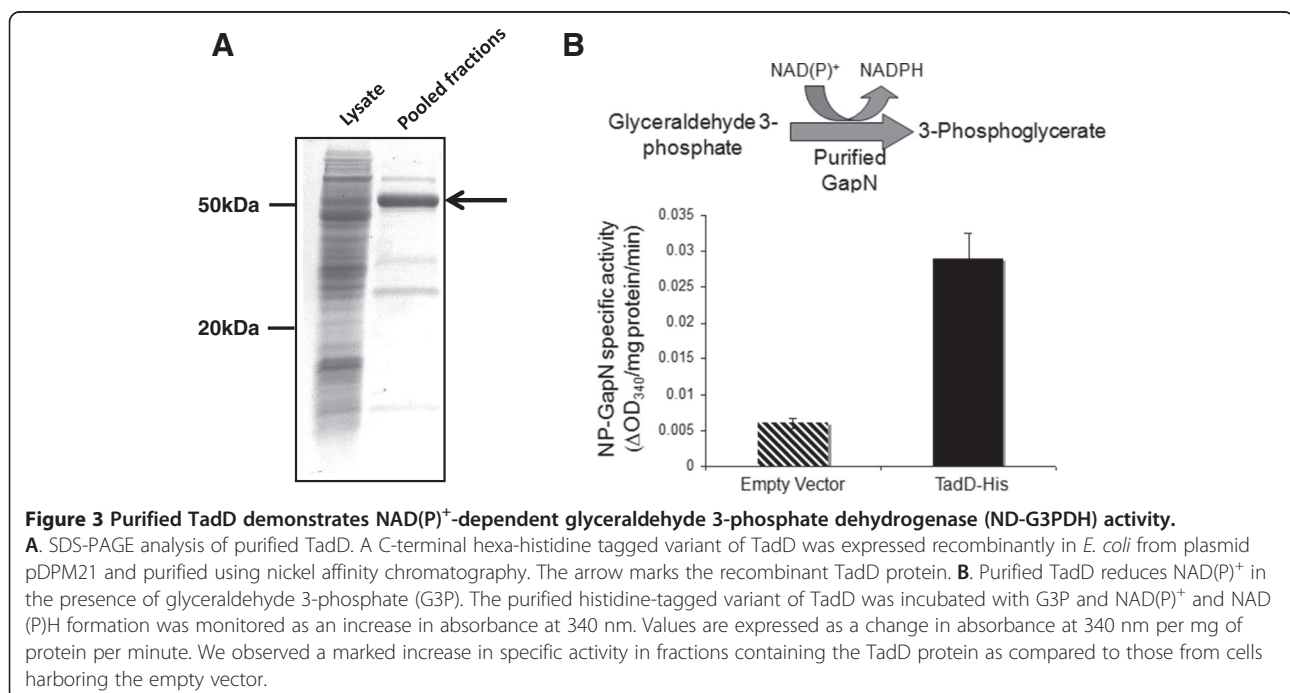 A
Lysate
Pooled fractions
50kDa
20kDa
B
NAD(P)⁺ NADPH
Glyceraldehyde 3-
phosphate
3-Phosphoglycerate
Purified
GapN
NP-GapN specific activity
(ΔOD₃₄₀/mg protein/min)
0.035
0.03
0.025
0.02
0.015
0.01
0.005
0
Empty Vector
TadD-His
Figure 3 Purified TadD demonstrates NAD(P)⁺-dependent glyceraldehyde 3-phosphate dehydrogenase (ND-G3PDH) activity.
A. SDS-PAGE analysis of purified TadD. A C-terminal hexa-histidine tagged variant of TadD was expressed recombinantly in E. coli from plasmid
pDPM21 and purified using nickel affinity chromatography. The arrow marks the recombinant TadD protein. B. Purified TadD reduces NAD(P)⁺ in
the presence of glyceraldehyde 3-phosphate (G3P). The purified histidine-tagged variant of TadD was incubated with G3P and NAD(P)⁺ and NAD
(P)H formation was monitored as an increase in absorbance at 340 nm. Values are expressed as a change in absorbance at 340 nm per mg of
protein per minute. We observed a marked increase in specific activity in fractions containing the TadD protein as compared to those from cells
harboring the empty vector.